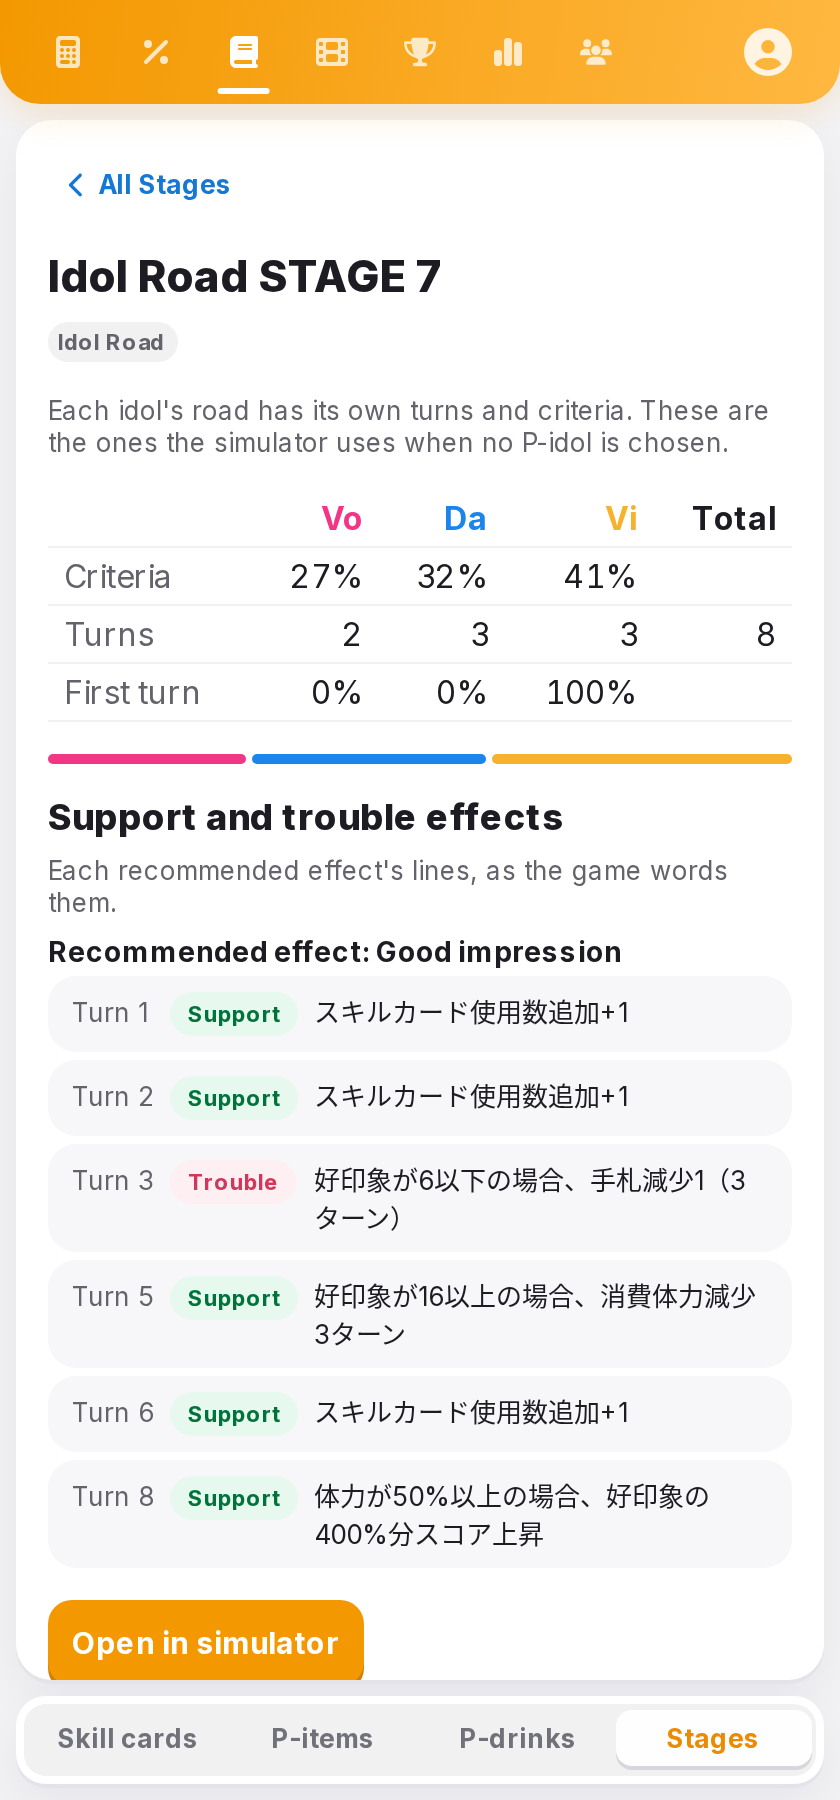 All Stages
Idol Road STAGE 7
Idol Road
Each idol's road has its own turns and criteria. These are
the ones the simulator uses when no P-idol is chosen.
Vo Da Vi Total
Criteria 27% 32% 41%
Turns 2 3 3 8
First turn 0% 0% 100%
Support and trouble effects
Each recommended effect's lines, as the game words
them.
Recommended effect: Good impression
Turn 1 Support スキルカード使用数追加+1
Turn 2 Support スキルカード使用数追加+1
Turn 3 Trouble 好印象が6以下の場合、手札減少1（3
ターン）
Turn 5 Support 好印象が16以上の場合、消費体力減少
3ターン
Turn 6 Support スキルカード使用数追加+1
Turn 8 Support 体力が50%以上の場合、好印象の
400%分スコア上昇
Open in simulator
Skill cards P-items P-drinks Stages